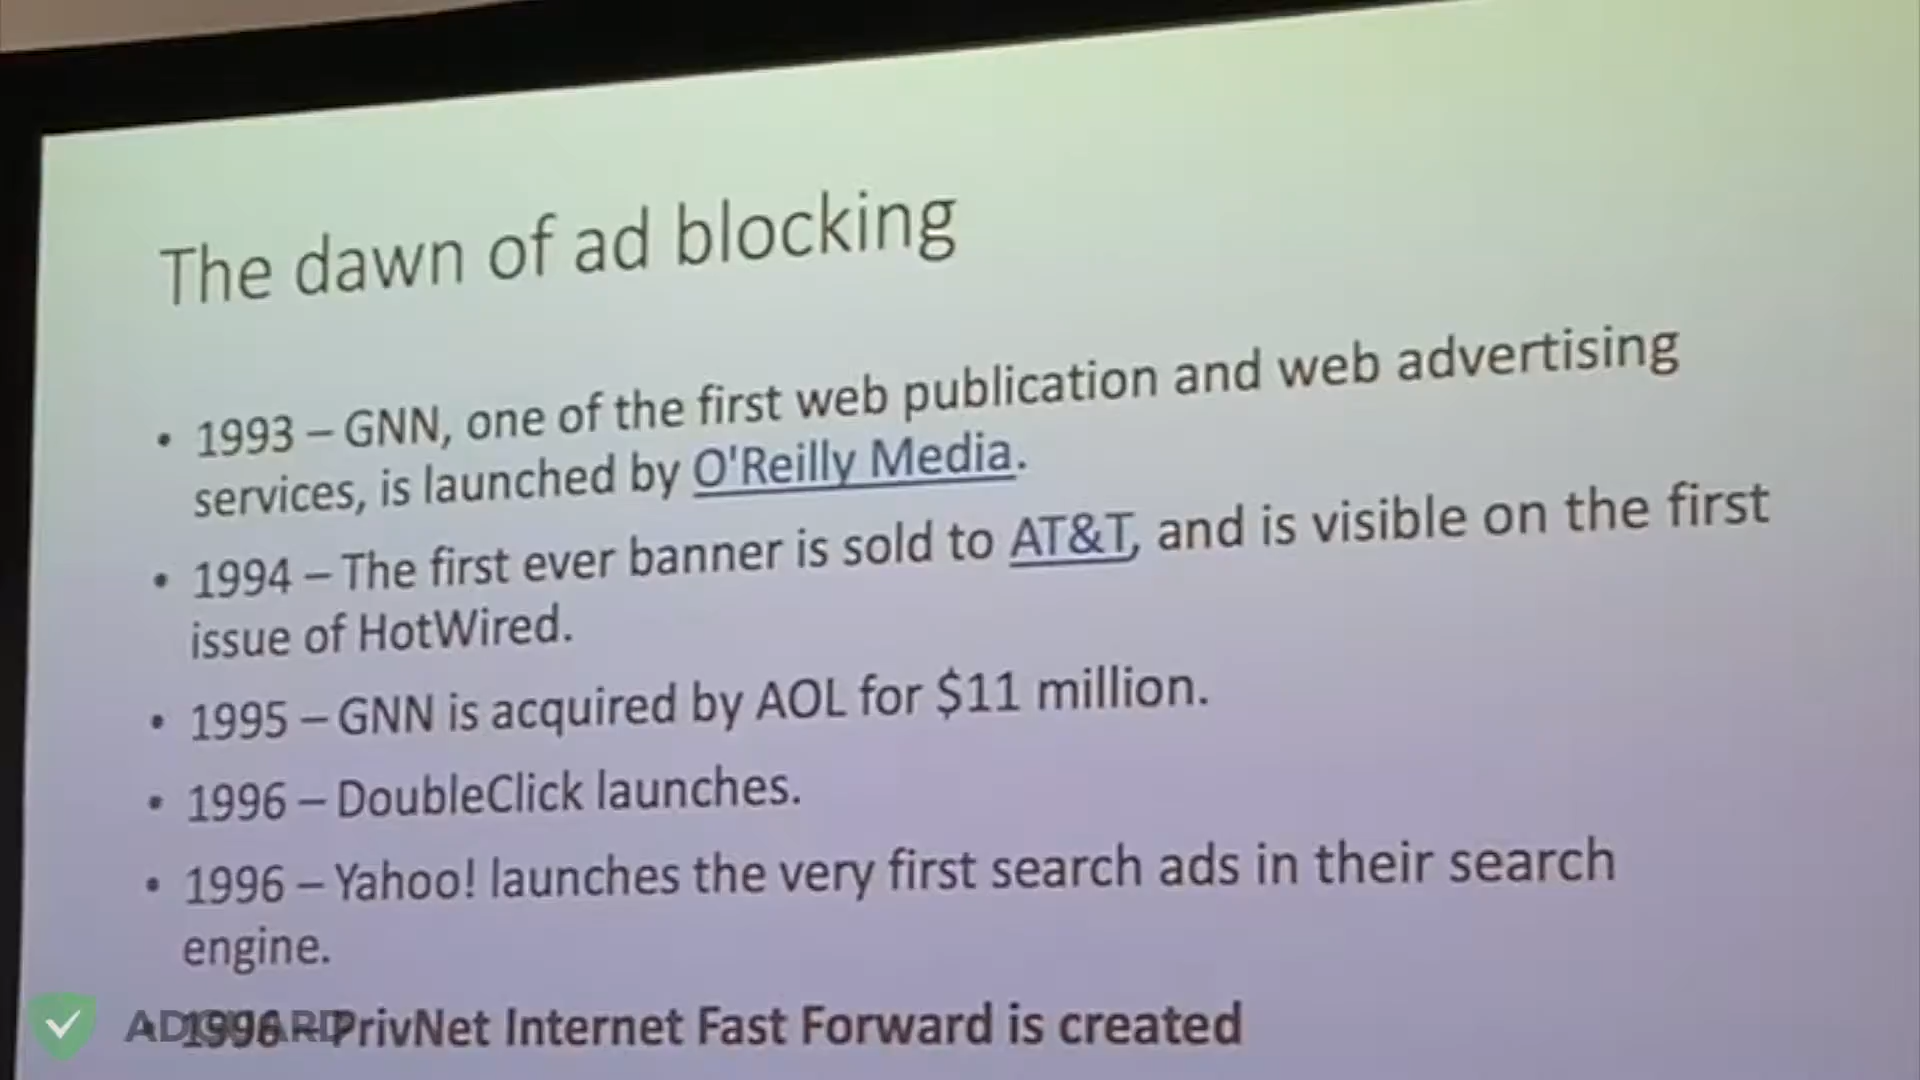 The dawn of ad blocking
• 1993 – GNN, one of the first web publication and web advertising
services, is launched by O'Reilly Media.
• 1994 – The first ever banner is sold to AT&T, and is visible on the first
issue of HotWired.
• 1995 – GNN is acquired by AOL for $11 million.
• 1996 – DoubleClick launches.
• 1996 – Yahoo! launches the very first search ads in their search
engine.
• 1996 – PrivNet Internet Fast Forward is created
ADGUARD